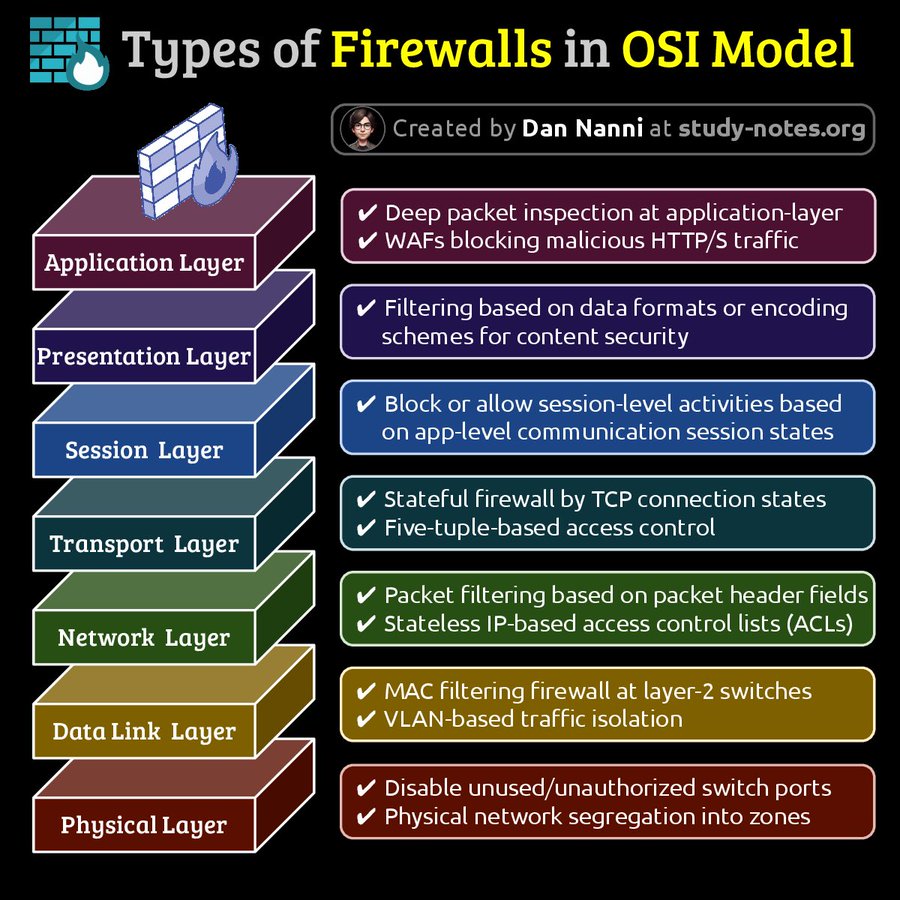 Types of Firewalls in OSI Model
Created by Dan Nanni at study-notes.org
Application Layer
✔ Deep packet inspection at application-layer
✔ WAFs blocking malicious HTTP/S traffic
Presentation Layer
✔ Filtering based on data formats or encoding
schemes for content security
Session Layer
✔ Block or allow session-level activities based
on app-level communication session states
Transport Layer
✔ Stateful firewall by TCP connection states
✔ Five-tuple-based access control
Network Layer
✔ Packet filtering based on packet header fields
✔ Stateless IP-based access control lists (ACLs)
Data Link Layer
✔ MAC filtering firewall at layer-2 switches
✔ VLAN-based traffic isolation
Physical Layer
✔ Disable unused/unauthorized switch ports
✔ Physical network segregation into zones